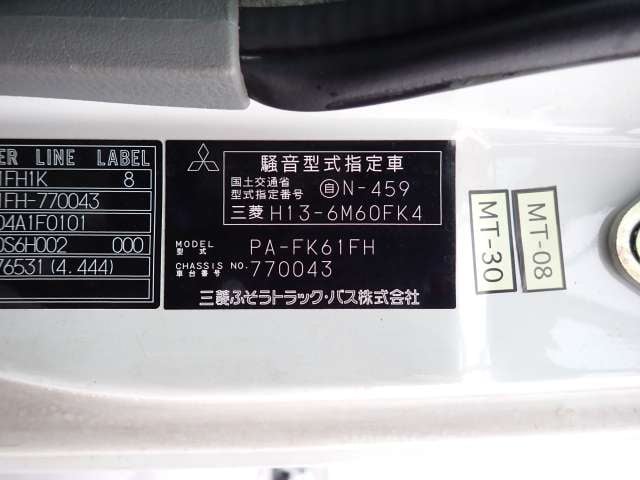 ER LINE LABEL
FH1K 8
FH-770043
04A1F0101
0S6H002 000
76531(4.444)
騒音型式指定車
国土交通省
型式指定番号
自N-459
三菱 H13-6M60FK4
MODEL
型式
PA-FK61FH
CHASSIS NO.
車台番号
770043
三菱ふそうトラック・バス株式会社
MT-30
MT-08